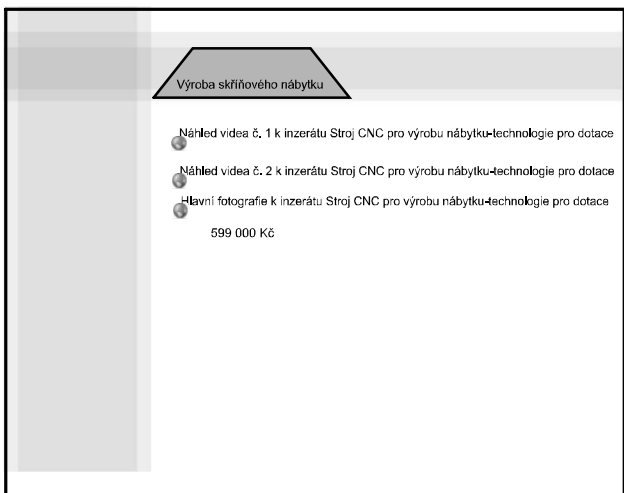 Výroba skříňového nábytku
Náhled videa č. 1 k inzerátu Stroj CNC pro výrobu nábytku-technologie pro dotace
Náhled videa č. 2 k inzerátu Stroj CNC pro výrobu nábytku-technologie pro dotace
Hlavní fotografie k inzerátu Stroj CNC pro výrobu nábytku-technologie pro dotace
599 000 Kč